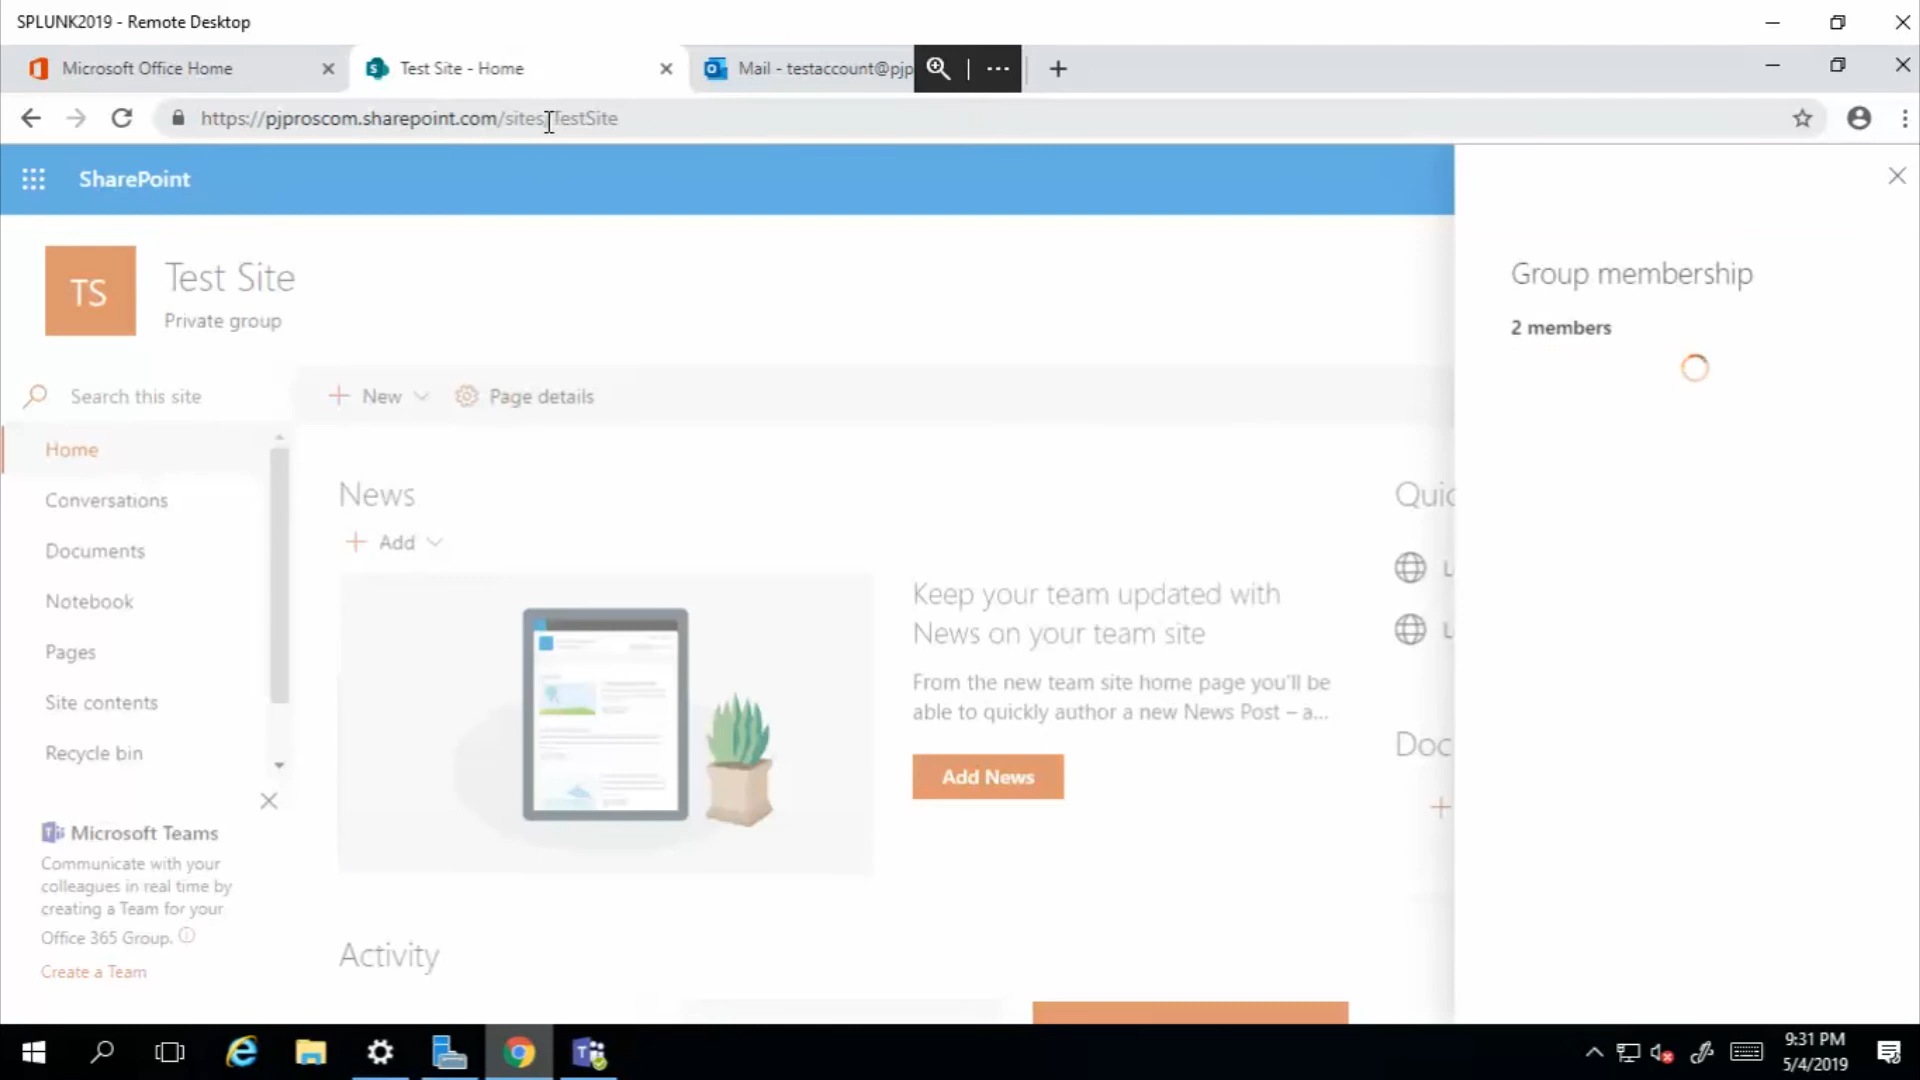 SPLUNK2019 - Remote Desktop
Microsoft Office Home
Test Site - Home
Mail - testaccount@pjp
https://pjproscom.sharepoint.com/sites/TestSite
SharePoint
TS
Test Site
Private group
Search this site
New
Page details
Home
Conversations
Documents
Notebook
Pages
Site contents
Recycle bin
Microsoft Teams
Communicate with your
colleagues in real time by
creating a Team for your
Office 365 Group.
Create a Team
News
Add
Keep your team updated with
News on your team site
From the new team site home page you'll be
able to quickly author a new News Post – a...
Add News
Activity
Quic
L
L
Doc
Group membership
2 members
9:31 PM
5/4/2019